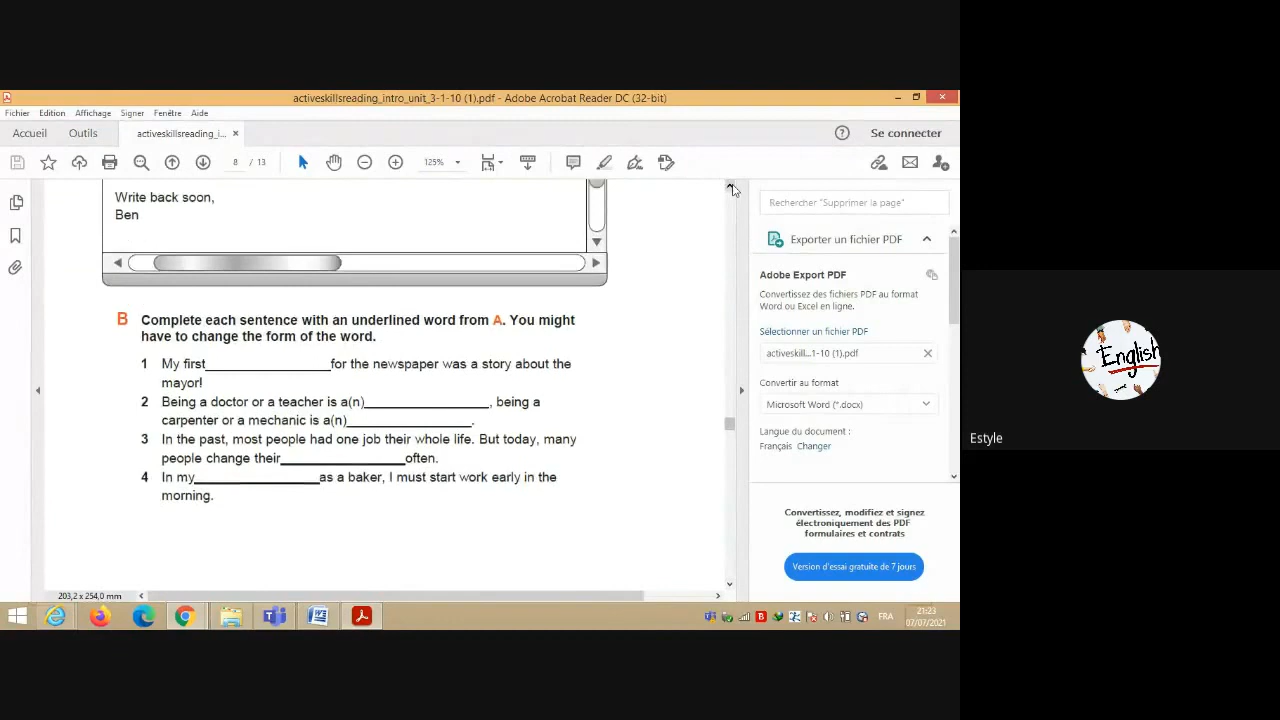 activeskillsreading_intro_unit_3-1-10 (1).pdf - Adobe Acrobat Reader DC (32-bit)
Fichier Edition Affichage Signer Fenêtre Aide
Accueil Outils activeskillsreading_i... × Se connecter
8 / 13 125%
Write back soon,
Ben
B Complete each sentence with an underlined word from A. You might
have to change the form of the word.
1 My first____________for the newspaper was a story about the
mayor!
2 Being a doctor or a teacher is a(n)____________, being a
carpenter or a mechanic is a(n)____________.
3 In the past, most people had one job their whole life. But today, many
people change their____________often.
4 In my____________as a baker, I must start work early in the
morning.
203,2 x 254,0 mm
Rechercher "Supprimer la page"
Exporter un fichier PDF
Adobe Export PDF
Convertissez des fichiers PDF au format
Word ou Excel en ligne.
Sélectionner un fichier PDF
activeskill...1-10 (1).pdf
Convertir au format
Microsoft Word (*.docx)
Langue du document :
Français Changer
Convertissez, modifiez et signez
électroniquement des PDF
formulaires et contrats
Version d'essai gratuite de 7 jours
FRA
21:23
07/07/2021
English
Estyle